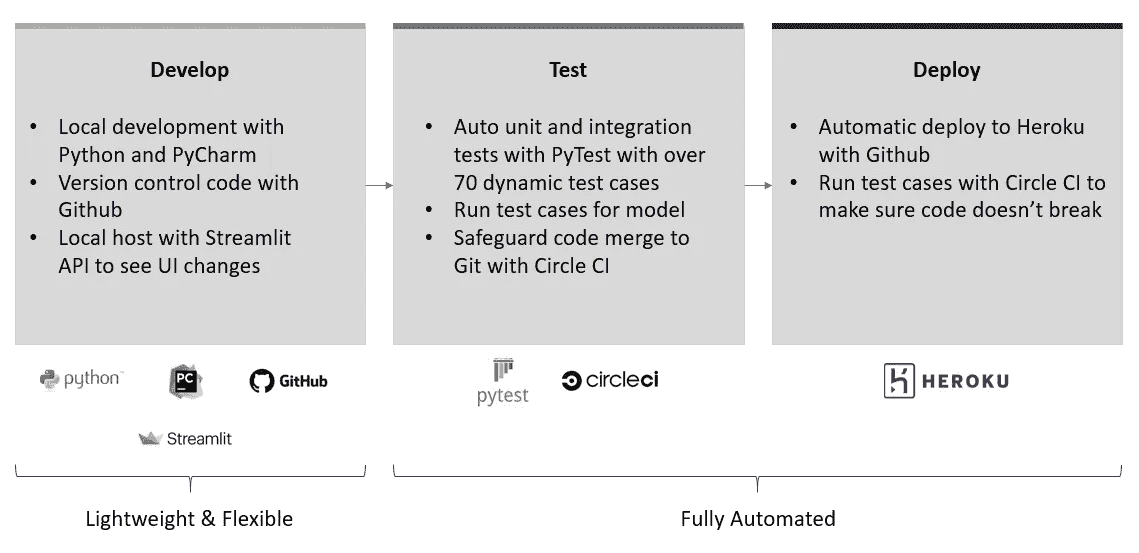 Develop
• Local development with
Python and PyCharm
• Version control code with
Github
• Local host with Streamlit
API to see UI changes
Test
• Auto unit and integration
tests with PyTest with over
70 dynamic test cases
• Run test cases for model
• Safeguard code merge to
Git with Circle CI
Deploy
• Automatic deploy to Heroku
with Github
• Run test cases with Circle CI to
make sure code doesn't break
python™
PC
GitHub
Streamlit
pytest
circleci
HEROKU
Lightweight & Flexible
Fully Automated